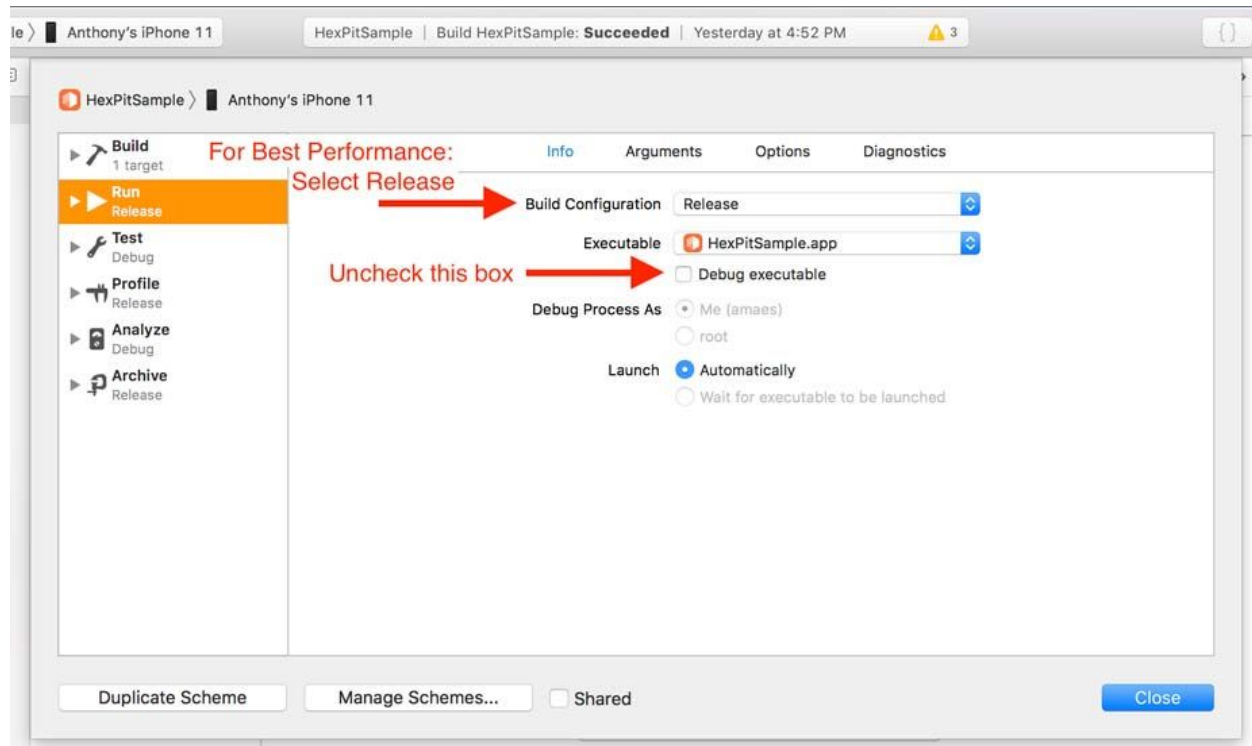 le 〉 Anthony's iPhone 11
HexPitSample | Build HexPitSample: Succeeded | Yesterday at 4:52 PM 3 {}
HexPitSample 〉 Anthony's iPhone 11
Build
1 target
Run
Release
Test
Debug
Profile
Release
Analyze
Debug
Archive
Release
For Best Performance:
Select Release
Info Arguments Options Diagnostics
Build Configuration Release
Executable HexPitSample.app
Uncheck this box
Debug executable
Debug Process As Me (amaes)
root
Launch Automatically
Wait for executable to be launched
Duplicate Scheme Manage Schemes... Shared Close